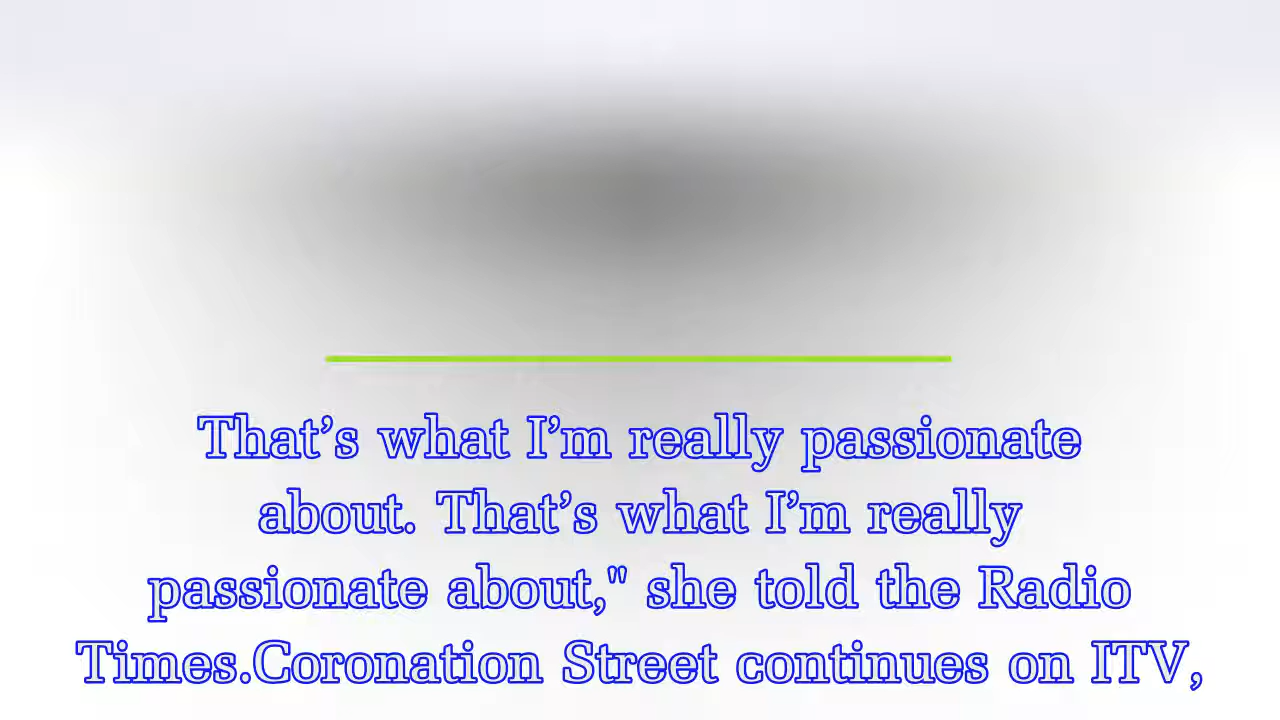 That’s what I’m really passionate
about. That’s what I’m really
passionate about," she told the Radio
Times.Coronation Street continues on ITV,